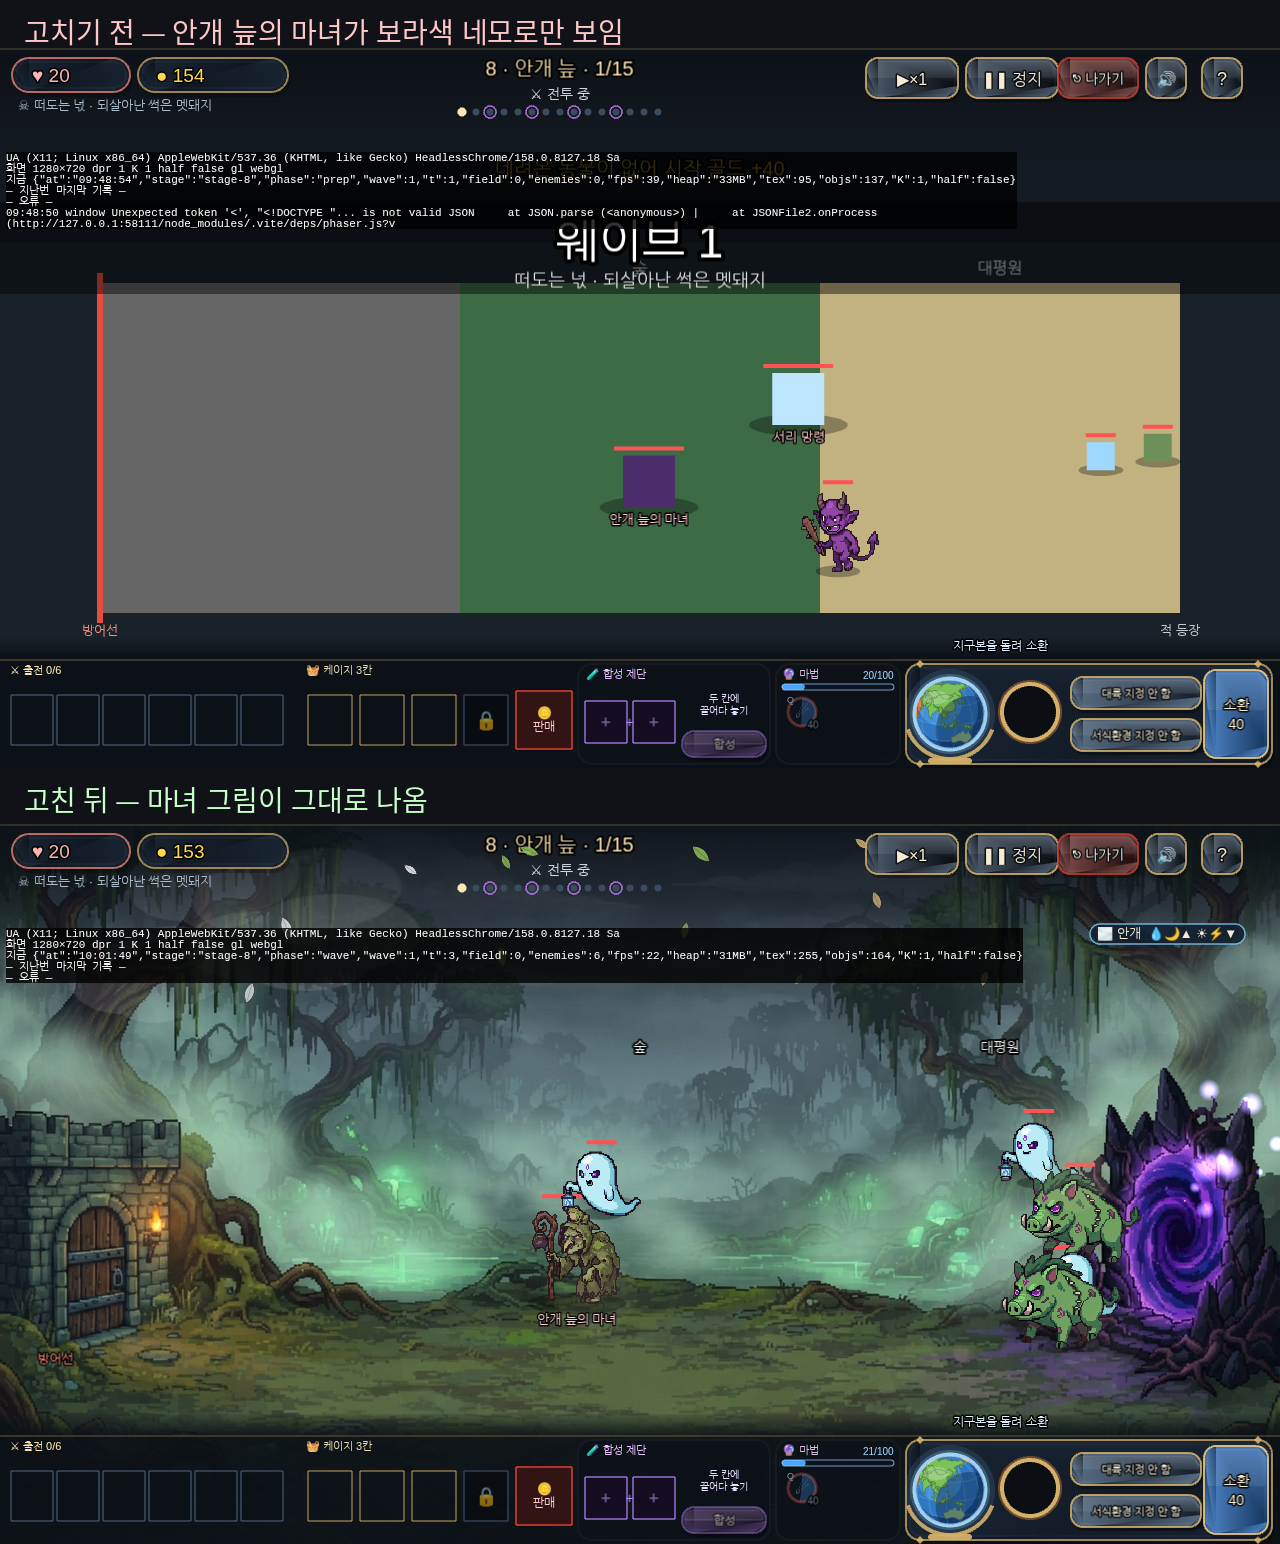 고치기 전 — 안개 늪의 마녀가 보라색 네모로만 보임
♥ 20
● 154
8 · 안개 늪 · 1/15
▶×1
❚❚ 정지
나가기
?
☠ 떠도는 넋 · 되살아난 썩은 멧돼지
⚔ 전투 중
UA (X11; Linux x86_64) AppleWebKit/537.36 (KHTML, like Gecko) HeadlessChrome/158.0.8127.18 Sa
화면 1280×720 dpr 1 K 1 half false gl webgl
데려온 동물이 없어 시작 골드 +40
지금 {"at":"09:48:54","stage":"stage-8","phase":"prep","wave":1,"t":1,"field":0,"enemies":0,"fps":39,"heap":"33MB","tex":95,"objs":137,"K":1,"half":false}
— 지난번 마지막 기록 —
— 오류 —
09:48:50 window Unexpected token '<', "<!DOCTYPE "... is not valid JSON at JSON.parse (<anonymous>) | at JSONFile2.onProcess
(http://127.0.0.1:58111/node_modules/.vite/deps/phaser.js?v
웨이브 1
숲
대평원
떠도는 넋 · 되살아난 썩은 멧돼지
서리 망령
안개 늪의 마녀
방어선
적 등장
지구본을 돌려 소환
⚔ 출전 0/6
케이지 3칸
합성 제단
마법
20/100
두 칸에
끌어다 놓기
+
+
+
합성
판매
Q
40
대륙 지정 안 함
서식환경 지정 안 함
소환
40
고친 뒤 — 마녀 그림이 그대로 나옴
♥ 20
● 153
8 · 안개 늪 · 1/15
▶×1
❚❚ 정지
나가기
?
☠ 떠도는 넋 · 되살아난 썩은 멧돼지
⚔ 전투 중
안개 💧🌙▲ ☀⚡▼
UA (X11; Linux x86_64) AppleWebKit/537.36 (KHTML, like Gecko) HeadlessChrome/158.0.8127.18 Sa
화면 1280×720 dpr 1 K 1 half false gl webgl
지금 {"at":"10:01:49","stage":"stage-8","phase":"wave","wave":1,"t":3,"field":0,"enemies":6,"fps":22,"heap":"31MB","tex":255,"objs":164,"K":1,"half":false}
— 지난번 마지막 기록 —
— 오류 —
숲
대평원
안개 늪의 마녀
방어선
지구본을 돌려 소환
⚔ 출전 0/6
케이지 3칸
합성 제단
마법
21/100
두 칸에
끌어다 놓기
+
+
+
합성
판매
Q
40
대륙 지정 안 함
서식환경 지정 안 함
소환
40